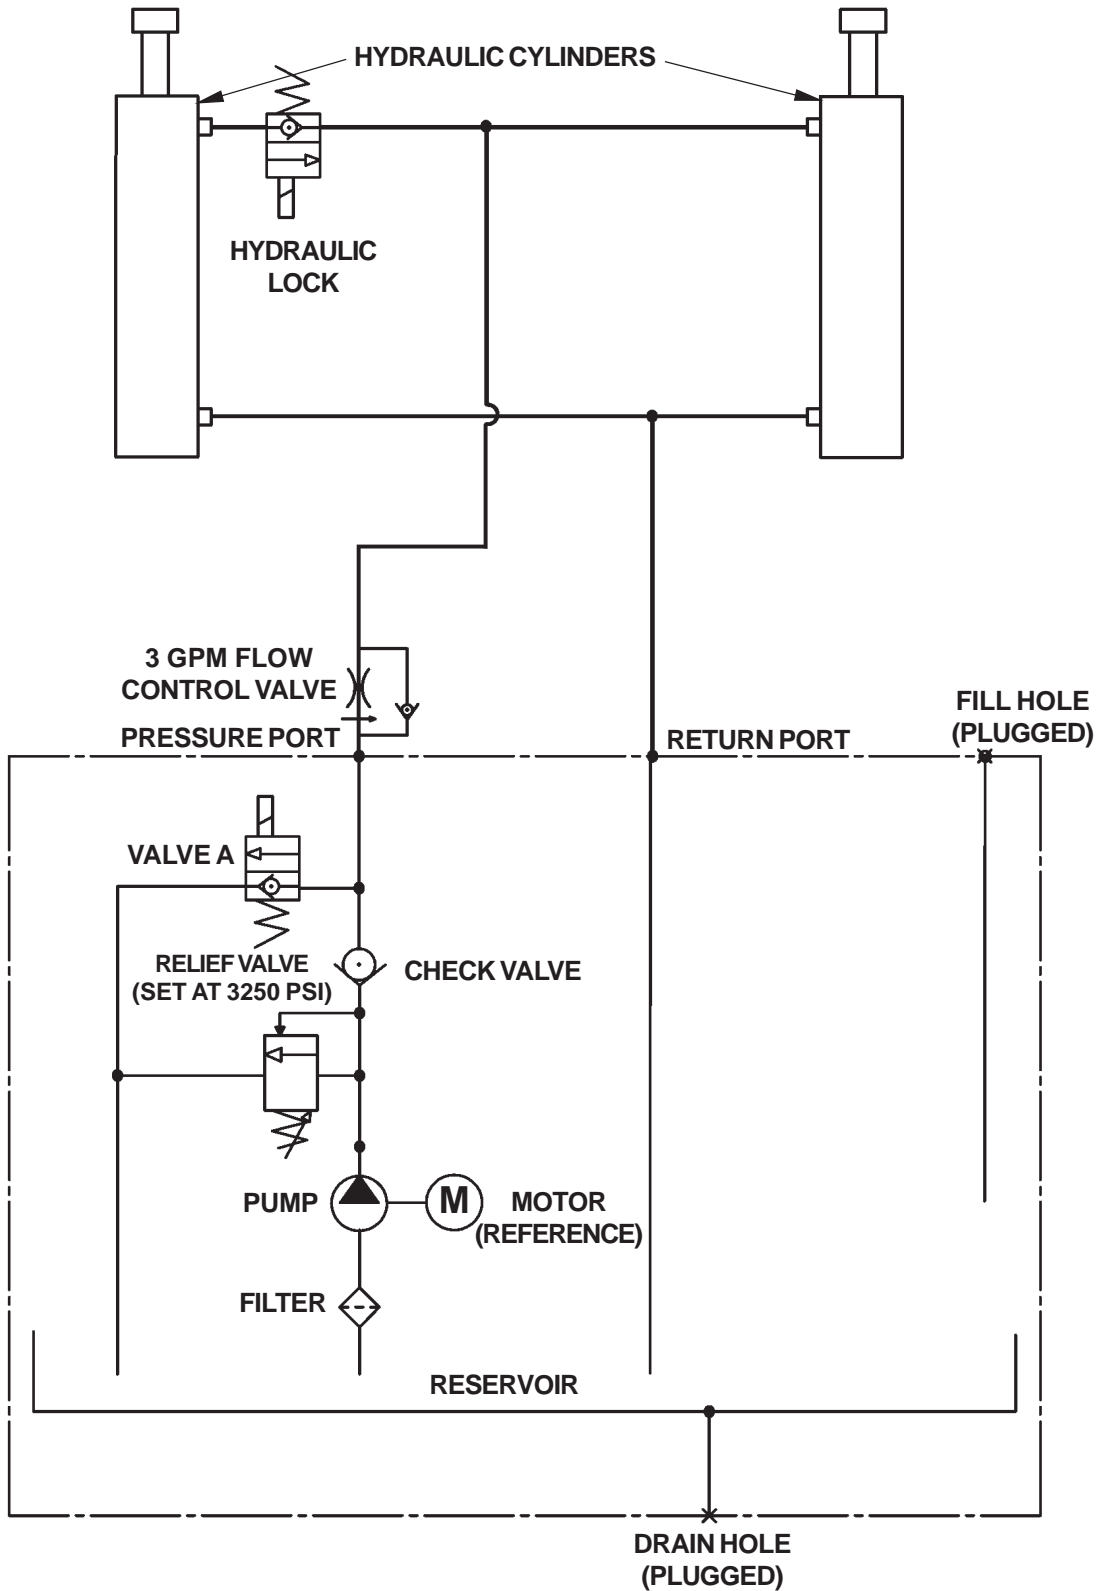 HYDRAULIC CYLINDERS
HYDRAULIC
LOCK
3 GPM FLOW
CONTROL VALVE
PRESSURE PORT
RETURN PORT
FILL HOLE
(PLUGGED)
VALVE A
RELIEF VALVE
(SET AT 3250 PSI)
CHECK VALVE
PUMP
M
MOTOR
(REFERENCE)
FILTER
RESERVOIR
DRAIN HOLE
(PLUGGED)